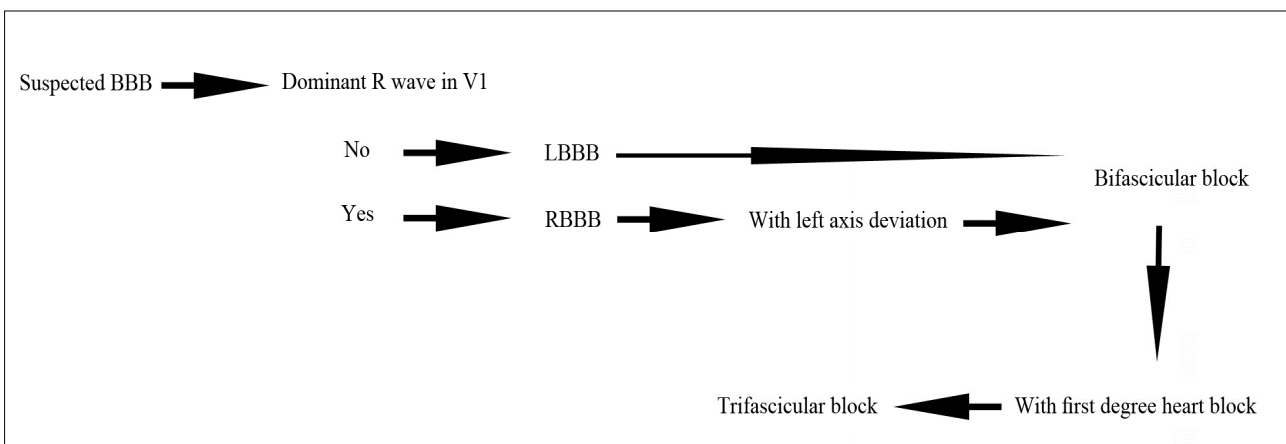 Suspected BBB Dominant R wave in V1
No LBBB
Bifascicular block
Yes RBBB With left axis deviation
Trifascicular block With first degree heart block